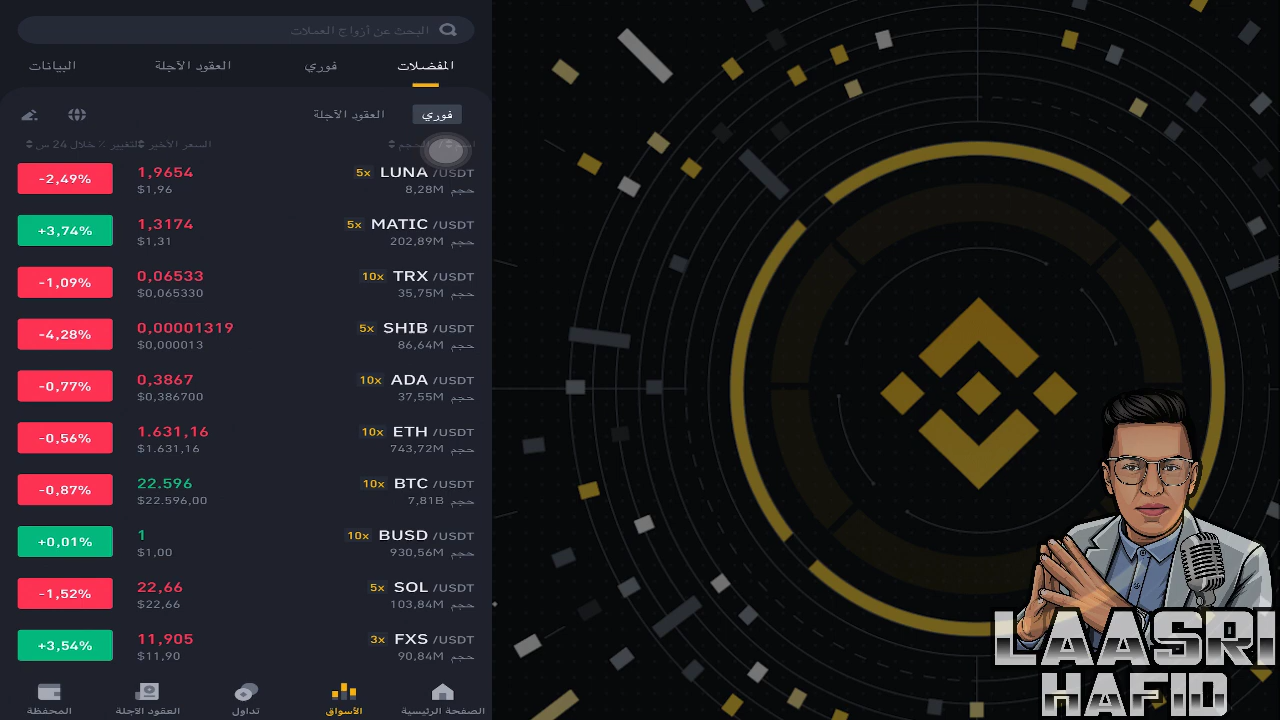 البحث عن أزواج العملات
المفضلات فوري العقود الآجلة البيانات
فوري العقود الآجلة
الحجم السعر الأخير للتغيير ٪ خلال 24 س
5x LUNA /USDT 1,9654 -2,49%
حجم 8,28M $1,96
5x MATIC /USDT 1,3174 +3,74%
حجم 202,89M $1,31
10x TRX /USDT 0,06533 -1,09%
حجم 35,75M $0,065330
5x SHIB /USDT 0,00001319 -4,28%
حجم 86,64M $0,000013
10x ADA /USDT 0,3867 -0,77%
حجم 37,55M $0,386700
10x ETH /USDT 1.631,16 -0,56%
حجم 743,72M $1.631,16
10x BTC /USDT 22.596 -0,87%
حجم 7,81B $22.596,00
10x BUSD /USDT 1 +0,01%
حجم 930,56M $1,00
5x SOL /USDT 22,66 -1,52%
حجم 103,84M $22,66
3x FXS /USDT 11,905 +3,54%
حجم 90,84M $11,90
الصفحة الرئيسية الأسواق تداول العقود الآجلة المحفظة
LAASRI
HAFID